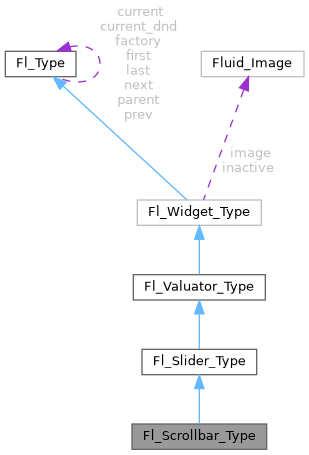 current
current_dnd
factory
first
last
next
parent
prev
Fl_Type
Fluid_Image
image
inactive
Fl_Widget_Type
Fl_Valuator_Type
Fl_Slider_Type
Fl_Scrollbar_Type